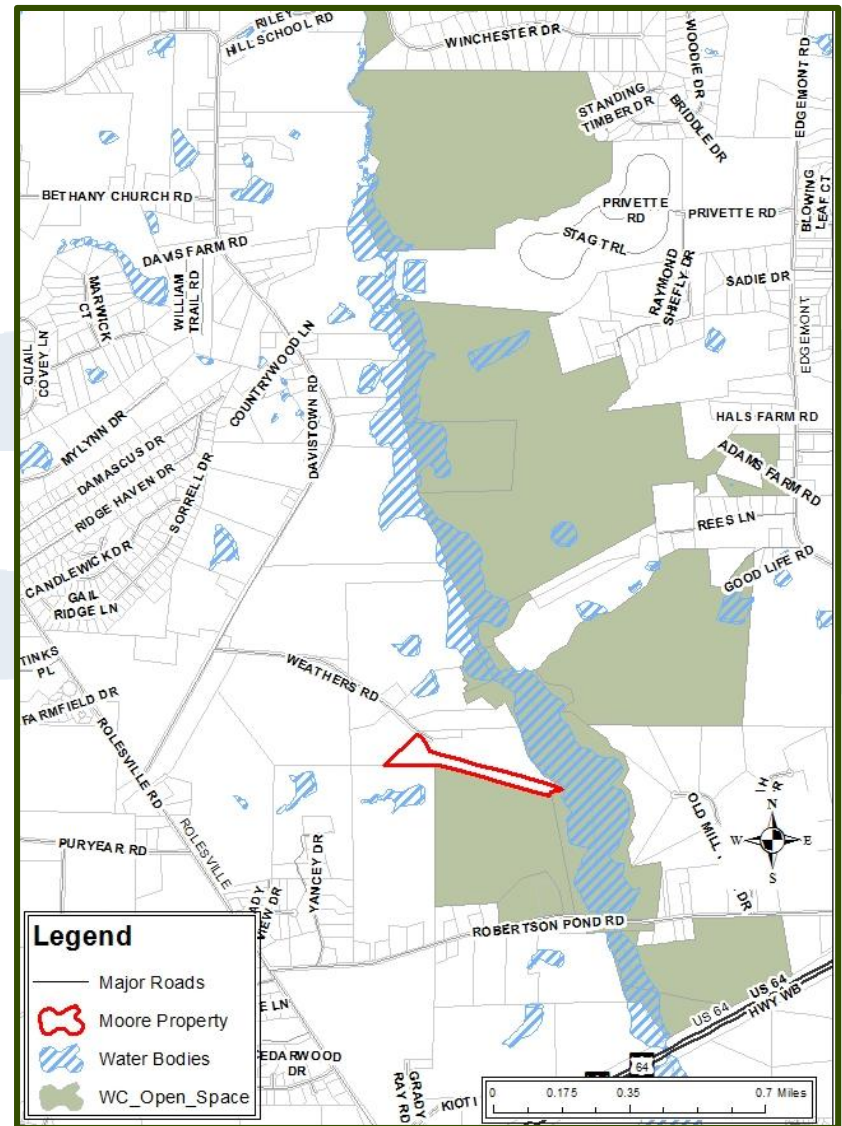 RILEY
HILL SCHOOL RD
WINCHESTER DR
WOODIE DR
EDGEMONT RD
STANDING
TIMBER DR
BRIDDLE DR
BETHANY CHURCH RD
PRIVETTE
RD
PRIVETTE RD
BLOWING
LEAF CT
STAG TRL
DAVIS FARM RD
RAYMOND
SHEFLY DR
SADIE DR
MARWICK
CT
WILLIAM
TRAIL RD
QUAIL
COVEY LN
COUNTRYWOOD LN
EDGEMONT
DAVISTOWN RD
MYLYNN DR
HALS FARM RD
DAMASCUS DR
ADAMS FARM RD
RIDGE HAVEN DR
SORRELL DR
REES LN
CANDLEWICK DR
GAIL
RIDGE LN
GOOD LIFE RD
TINKS
PL
WEATHERS RD
FARMFIELD DR
ROLESVILLE RD
OLD MILL
DR
N
W E
S
PURYEAR RD
ROLESVILLE
YANCEY DR
VIEW DR
ROBERTSON POND RD
Legend
Major Roads
Moore Property
Water Bodies
WC_Open_Space
US 64
US 64
HWY WB
64
LN
DR
GRADY
RAY RD
KIOTI
0 0.175 0.35 0.7 Miles